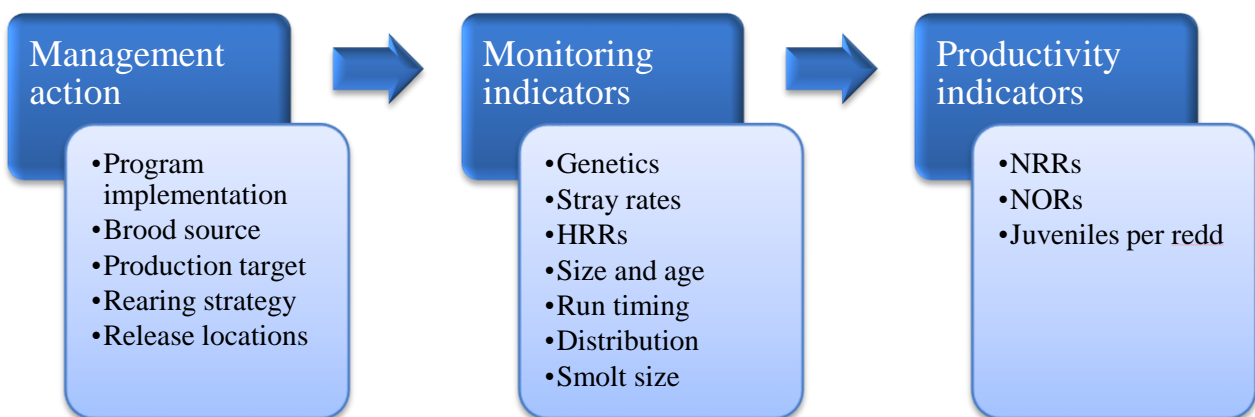 Management
action
•Program
implementation
•Brood source
•Production target
•Rearing strategy
•Release locations
Monitoring
indicators
•Genetics
•Stray rates
•HRRs
•Size and age
•Run timing
•Distribution
•Smolt size
Productivity
indicators
•NRRs
•NORs
•Juveniles per redd